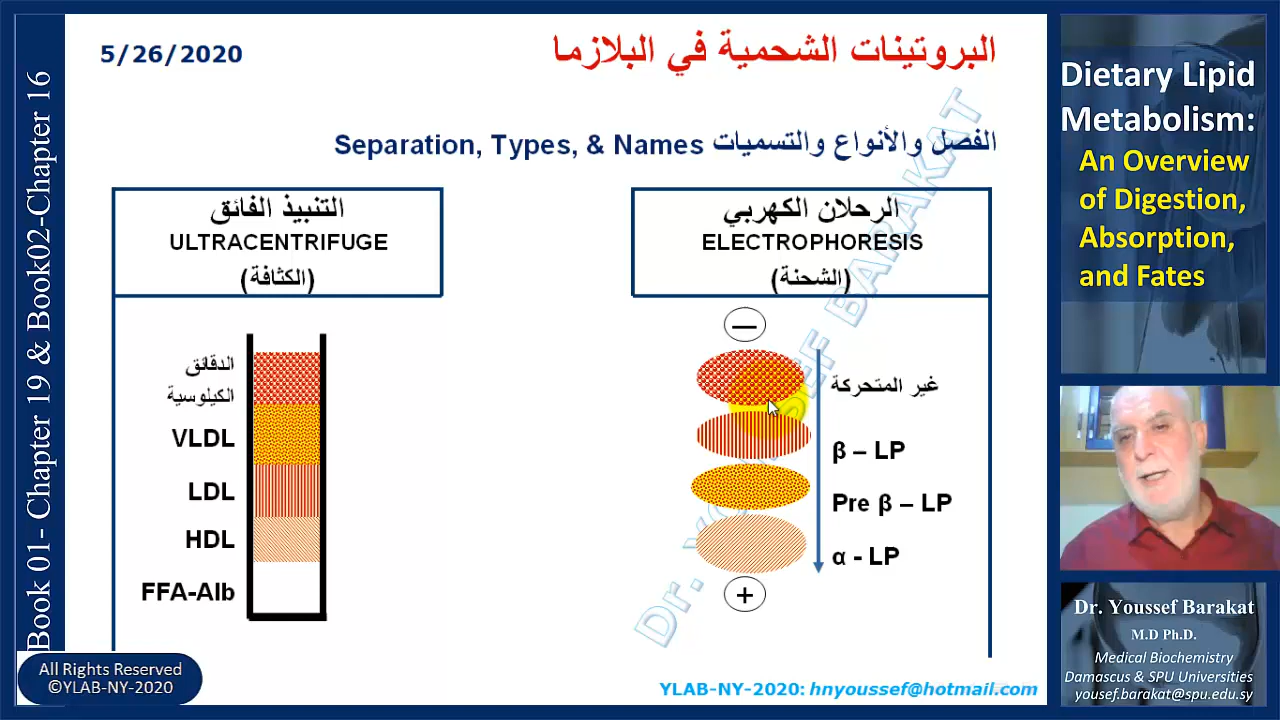 Book 01- Chapter 19 & Book02-Chapter 16
5/26/2020
البروتينات الشحمية في البلازما
الفصل والأنواع والتسميات Separation, Types, & Names
التنبيذ الفائق
ULTRACENTRIFUGE
(الكثافة)
الدقائق
الكيلوسية
VLDL
LDL
HDL
FFA-Alb
الرحلان الكهربي
ELECTROPHORESIS
(الشحنة)
–
غير المتحركة
β – LP
Pre β – LP
α - LP
+
All Rights Reserved
©YLAB-NY-2020
YLAB-NY-2020: hnyoussef@hotmail.com
Dietary Lipid
Metabolism:
An Overview
of Digestion,
Absorption,
and Fates
Dr. Youssef Barakat
M.D Ph.D.
Medical Biochemistry
Damascus & SPU Universities
yousef.barakat@spu.edu.sy